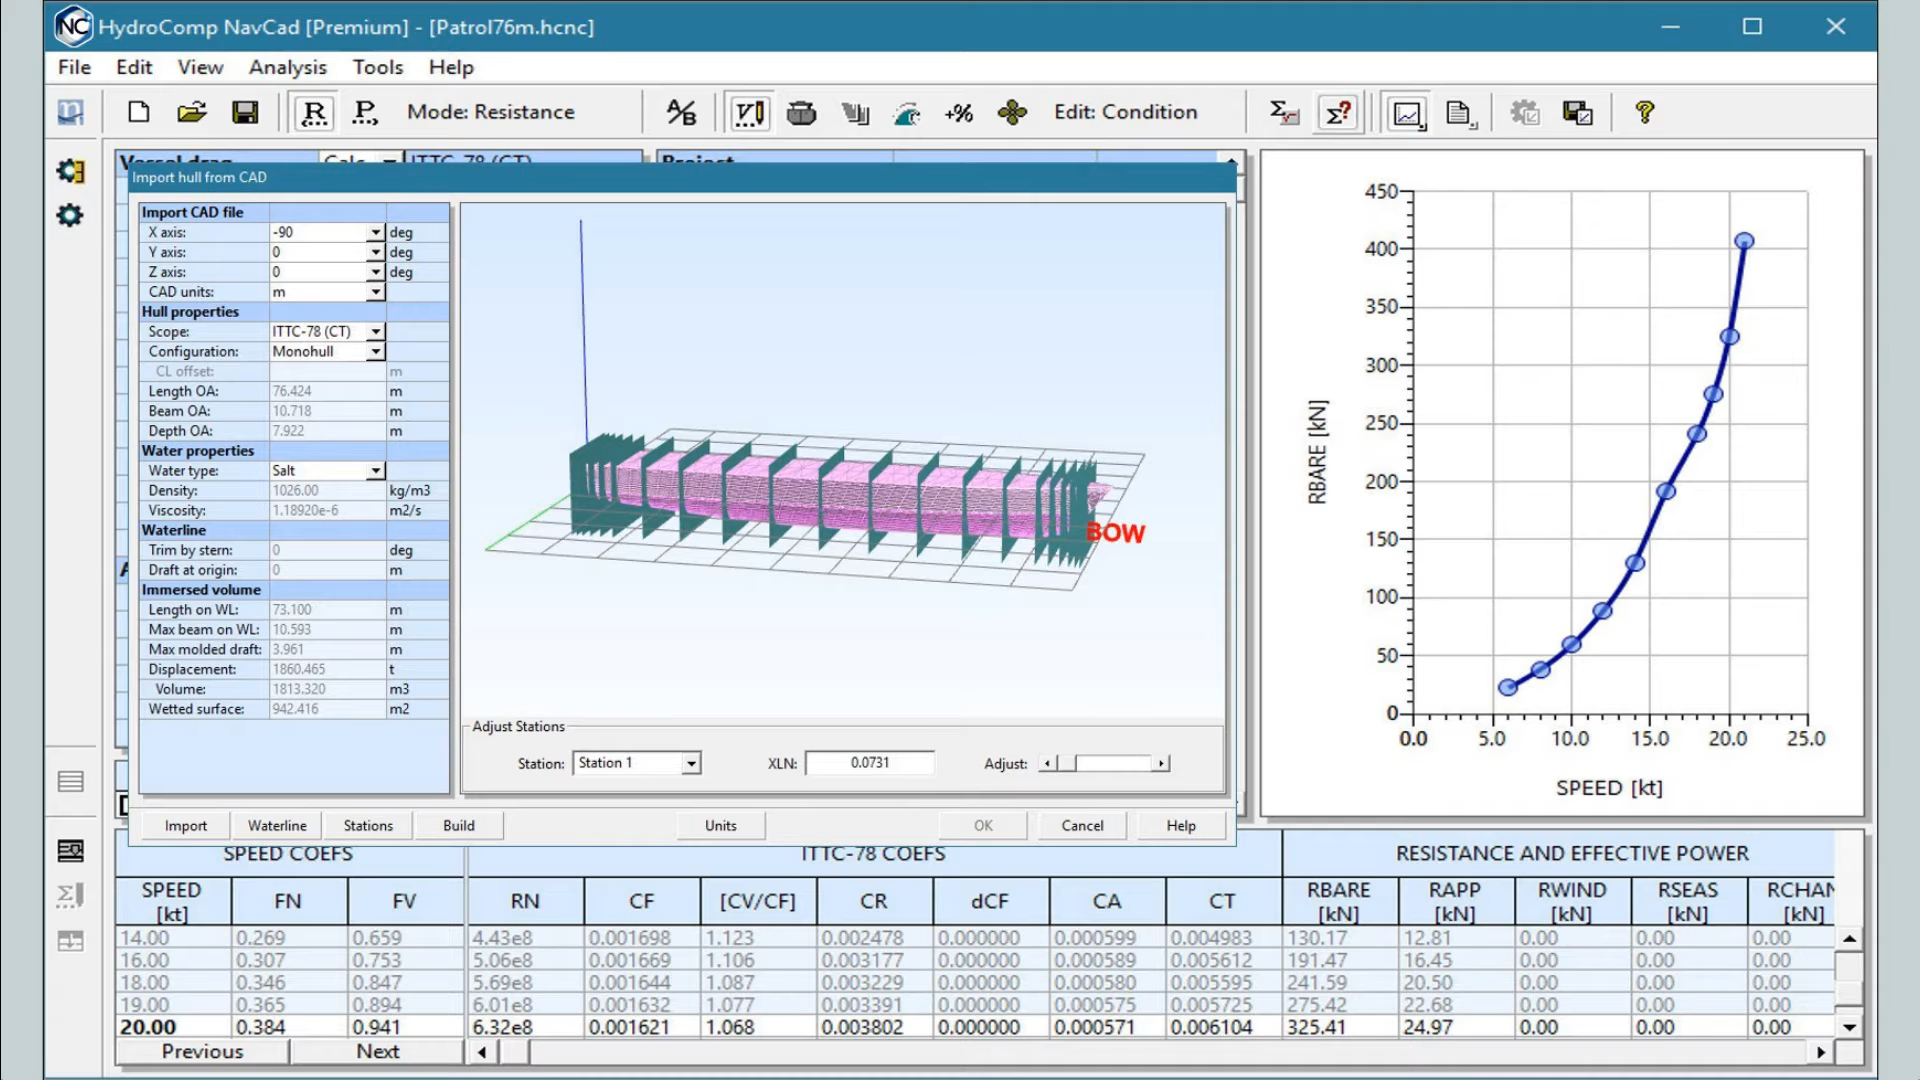 HydroComp NavCad [Premium] - [Patrol76m.hcnc]
File Edit View Analysis Tools Help
R P Mode: Resistance A/B +% Edit: Condition
Vessel drag Calc ITTC-78 (CT) Project
Import hull from CAD
Import CAD file
X axis: -90 deg
Y axis: 0 deg
Z axis: 0 deg
CAD units: m
Hull properties
Scope: ITTC-78 (CT)
Configuration: Monohull
CL offset: m
Length OA: 76.424 m
Beam OA: 10.718 m
Depth OA: 7.922 m
Water properties
Water type: Salt
Density: 1026.00 kg/m3
Viscosity: 1.18920e-6 m2/s
Waterline
Trim by stern: 0 deg
Draft at origin: 0 m
Immersed volume
Length on WL: 73.100 m
Max beam on WL: 10.593 m
Max molded draft: 3.961 m
Displacement: 1860.465 t
Volume: 1813.320 m3
Wetted surface: 942.416 m2
BOW
Adjust Stations
Station: Station 1 XLN: 0.0731 Adjust:
Import Waterline Stations Build Units OK Cancel Help
450
400
350
300
250
200
150
100
50
0
RBARE [kN]
0.0 5.0 10.0 15.0 20.0 25.0
SPEED [kt]
SPEED COEFS ITTC-78 COEFS RESISTANCE AND EFFECTIVE POWER
SPEED FN FV RN CF [CV/CF] CR dCF CA CT RBARE RAPP RWIND RSEAS RCHAN
[kt] [kN] [kN] [kN] [kN] [kN]
14.00 0.269 0.659 4.43e8 0.001698 1.123 0.002478 0.000000 0.000599 0.004983 130.17 12.81 0.00 0.00 0.00
16.00 0.307 0.753 5.06e8 0.001669 1.106 0.003177 0.000000 0.000589 0.005612 191.47 16.45 0.00 0.00 0.00
18.00 0.346 0.847 5.69e8 0.001644 1.087 0.003229 0.000000 0.000580 0.005595 241.59 20.50 0.00 0.00 0.00
19.00 0.365 0.894 6.01e8 0.001632 1.077 0.003391 0.000000 0.000575 0.005725 275.42 22.68 0.00 0.00 0.00
20.00 0.384 0.941 6.32e8 0.001621 1.068 0.003802 0.000000 0.000571 0.006104 325.41 24.97 0.00 0.00 0.00
Previous Next